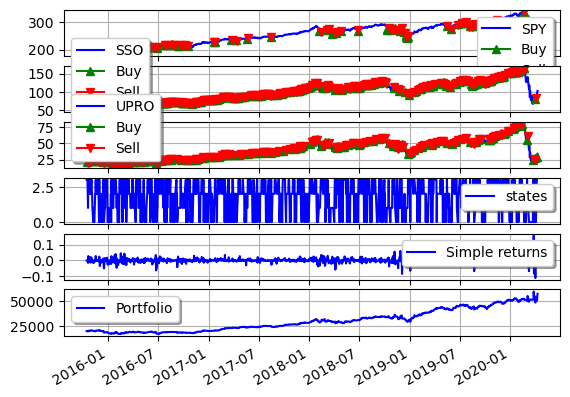 300
200
SPY
Buy
SSO
Buy
Sell
150
100
50
UPRO
Buy
Sell
75
50
25
2.5
0.0
states
0.1
0.0
−0.1
Simple returns
50000
25000
Portfolio
2016-01
2016-07
2017-01
2017-07
2018-01
2018-07
2019-01
2019-07
2020-01